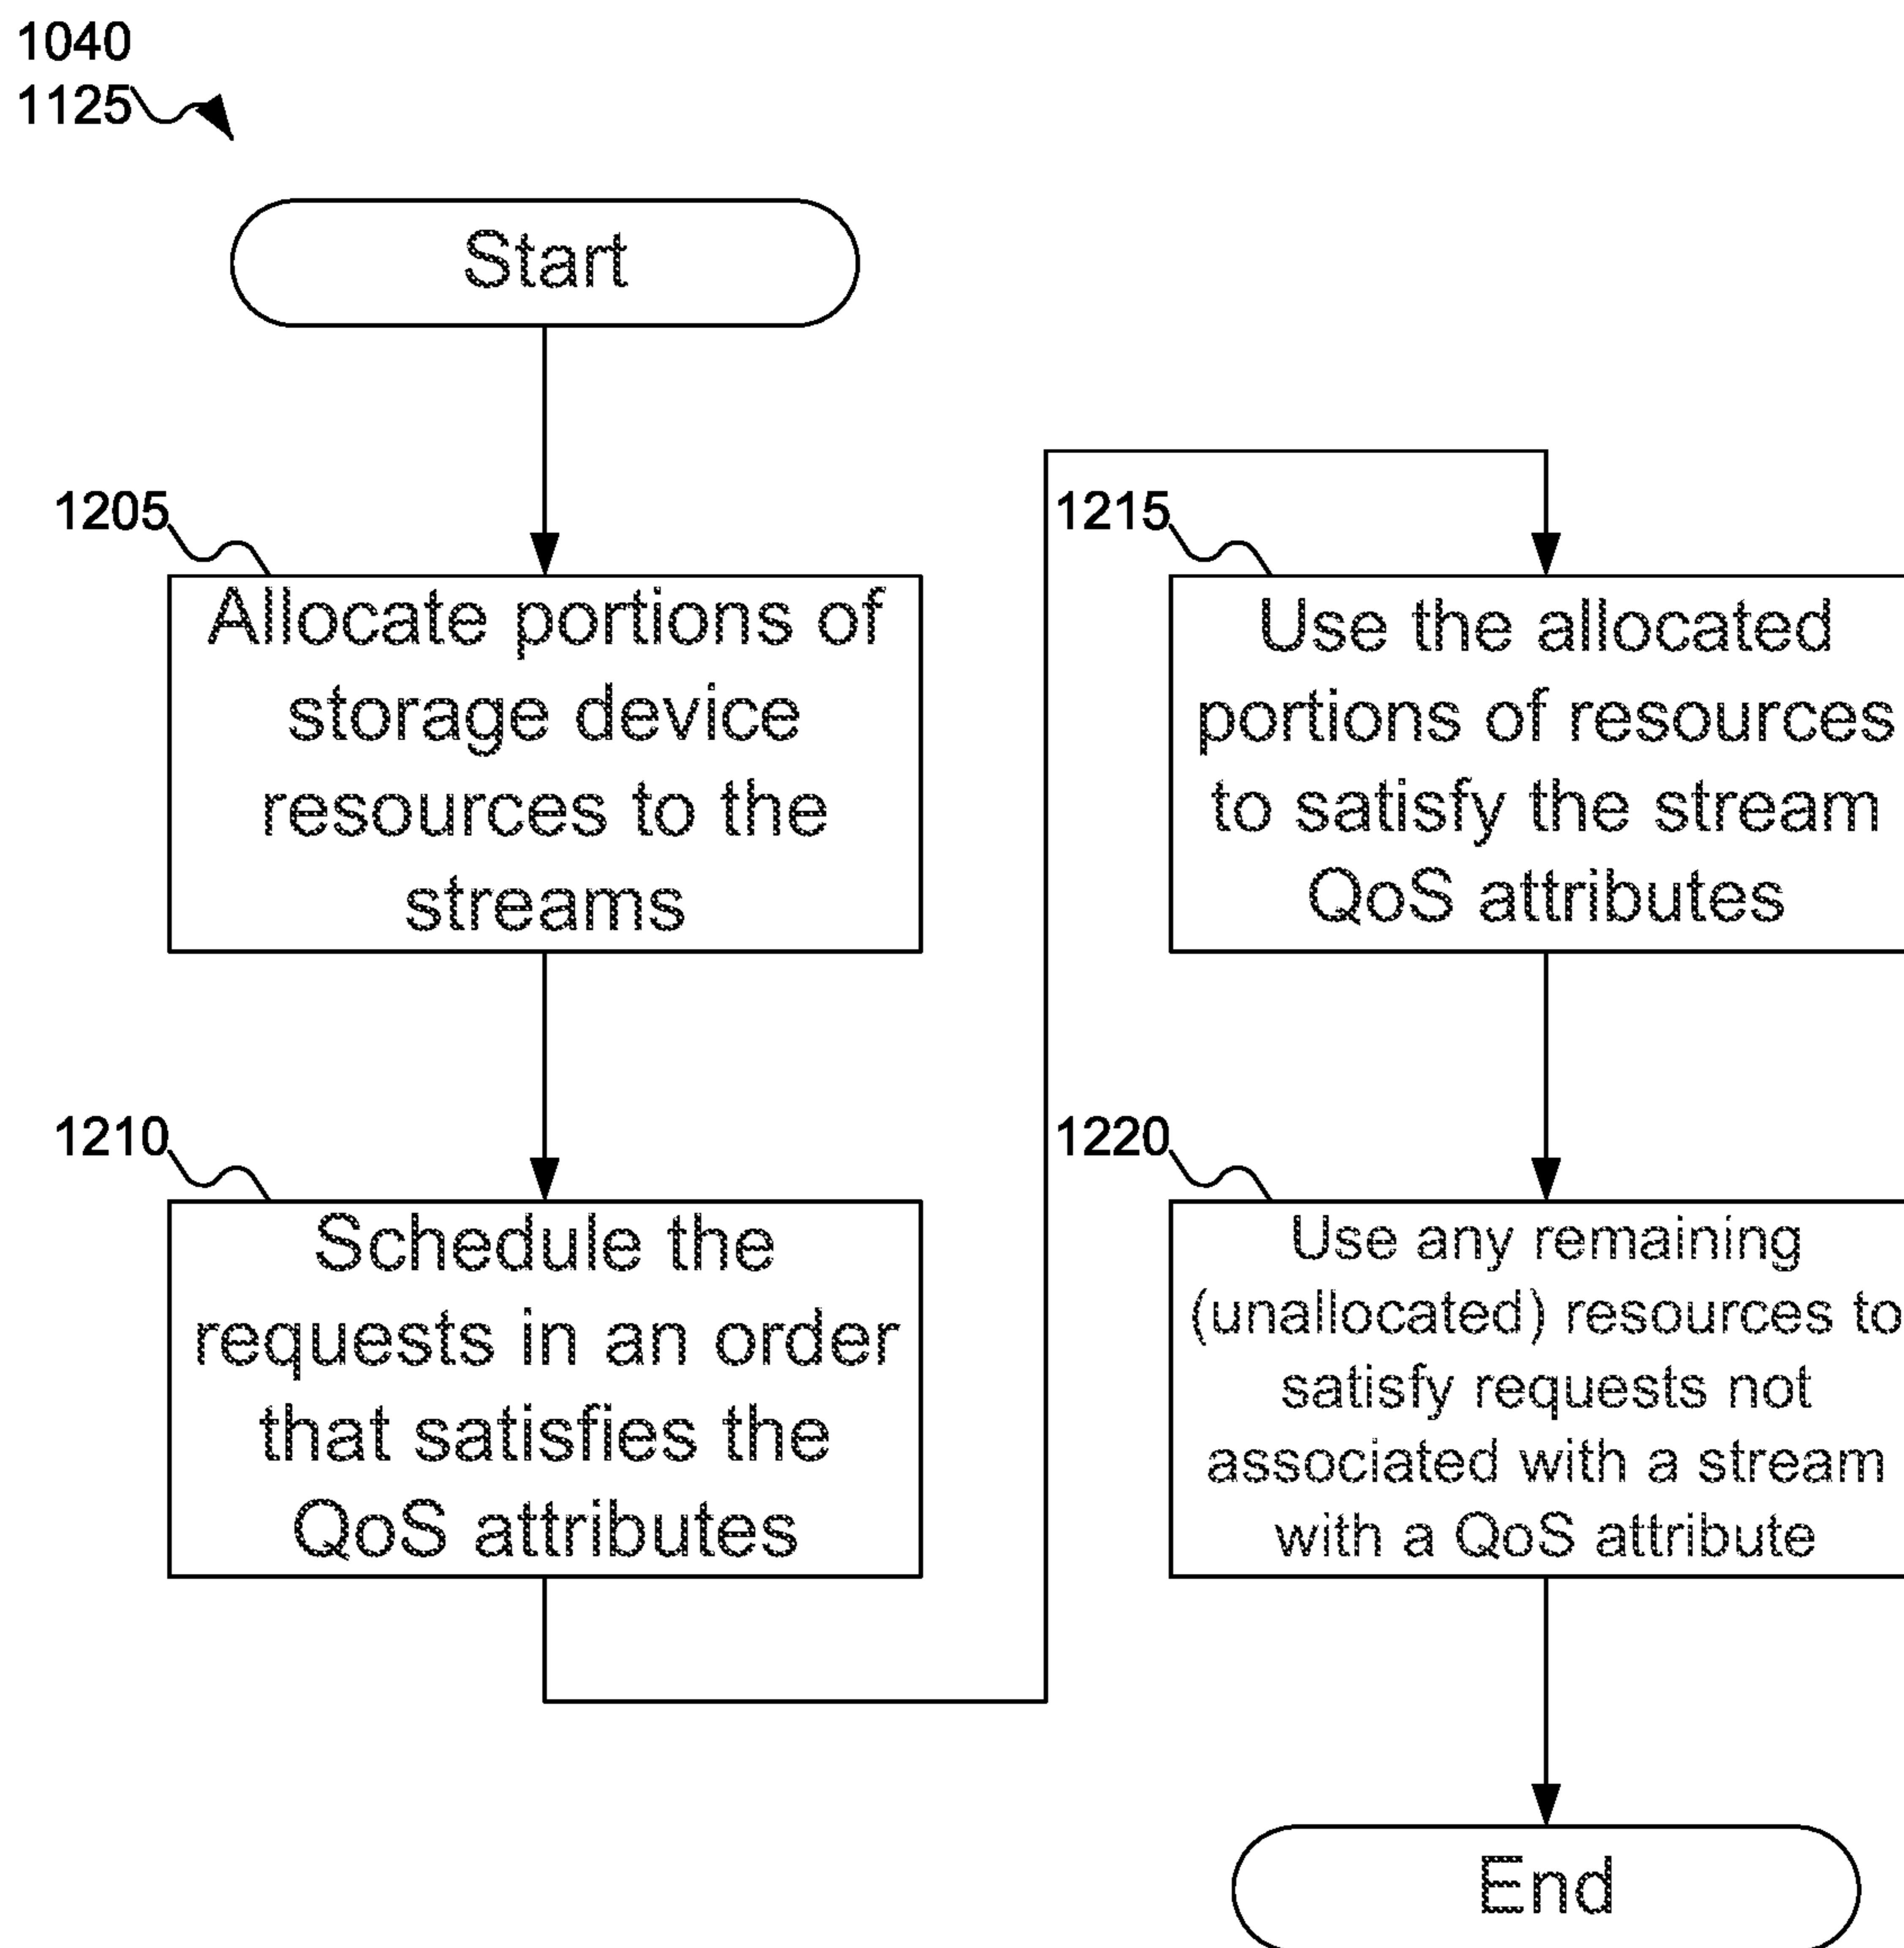 1040
1125
Start
1205
Allocate portions of
storage device
resources to the
streams
1210
Schedule the
requests in an order
that satisfies the
QoS attributes
1215
Use the allocated
portions of resources
to satisfy the stream
QoS attributes
1220
Use any remaining
(unallocated) resources to
satisfy requests not
associated with a stream
with a QoS attribute
End